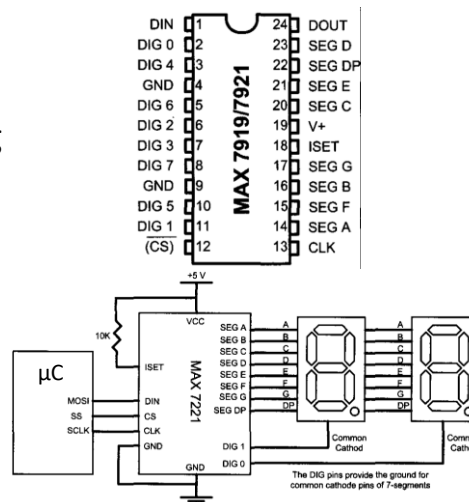 DIN 1 24 DOUT
DIG 0 2 23 SEG D
DIG 4 3 22 SEG DP
GND 4 21 SEG E
DIG 6 5 20 SEG C
DIG 2 6 19 V+
DIG 3 7 18 ISET
DIG 7 8 17 SEG G
GND 9 16 SEG B
DIG 5 10 15 SEG F
DIG 1 11 14 SEG A
(CS) 12 13 CLK
MAX 7919/7921
+5 V
VCC
10K
ISET
µC
MOSI
SS
SCLK
DIN
CS
CLK
GND
GND
MAX 7221
SEG A
SEG B
SEG C
SEG D
SEG E
SEG F
SEG G
SEG DP
DIG 1
DIG 0
A
B
C
D
E
F
G
DP
A
B
C
D
E
F
G
DP
Common
Cathod
Common
Cathod
The DIG pins provide the ground for
common cathode pins of 7-segments